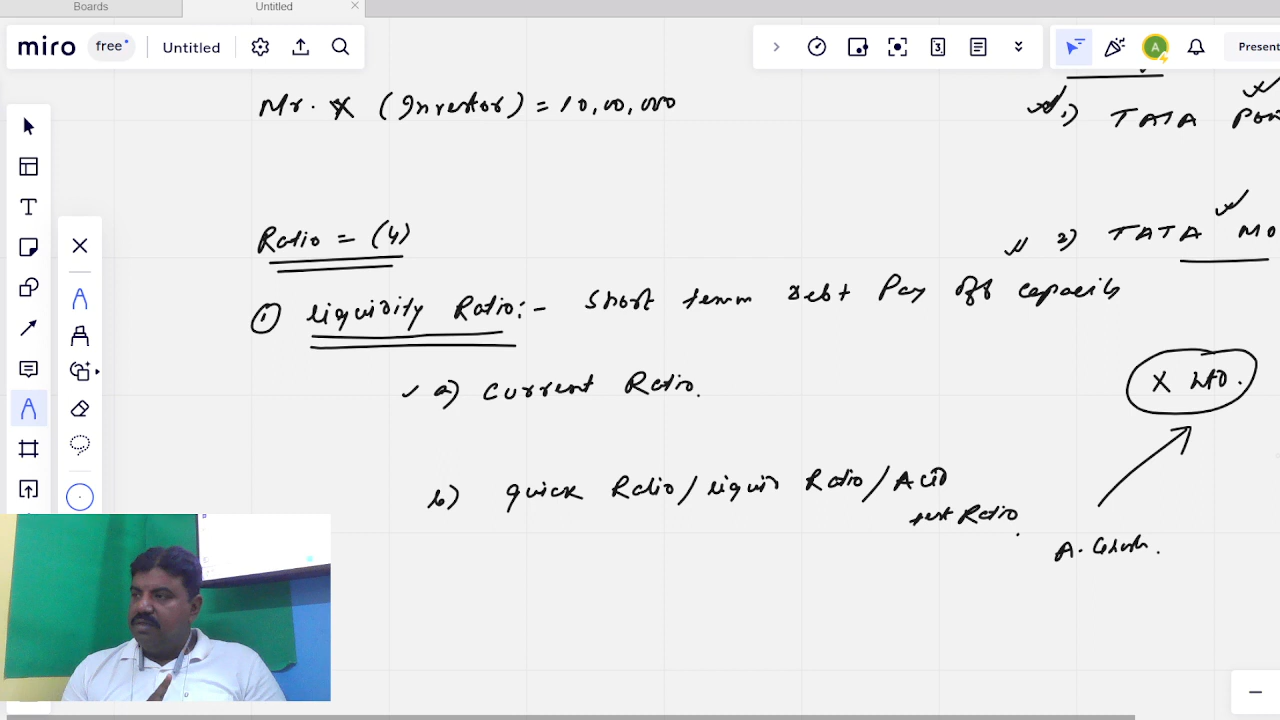 Boards
Untitled
miro free Untitled
3
A
Present
Mr. X (Investor) = 10,00,000
1) TATA Pow
Ratio = (4)
2) TATA MO
① liquidity Ratio:- Short term debt Pay off capacity
a) Current Ratio.
X LTD.
b) quick Ratio/liquid Ratio/Acid
test Ratio.
A.